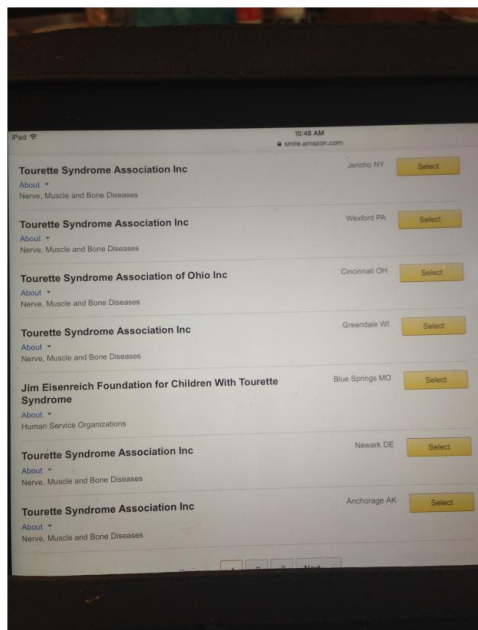 iPad
10:48 AM
smile.amazon.com
Tourette Syndrome Association Inc Jericho NY Select
About
Nerve, Muscle and Bone Diseases
Tourette Syndrome Association Inc Wexford PA Select
About
Nerve, Muscle and Bone Diseases
Tourette Syndrome Association of Ohio Inc Cincinnati OH Select
About
Nerve, Muscle and Bone Diseases
Tourette Syndrome Association Inc Greendale WI Select
About
Nerve, Muscle and Bone Diseases
Jim Eisenreich Foundation for Children With Tourette Blue Springs MO Select
Syndrome
About
Human Service Organizations
Tourette Syndrome Association Inc Newark DE Select
About
Nerve, Muscle and Bone Diseases
Tourette Syndrome Association Inc Anchorage AK Select
About
Nerve, Muscle and Bone Diseases